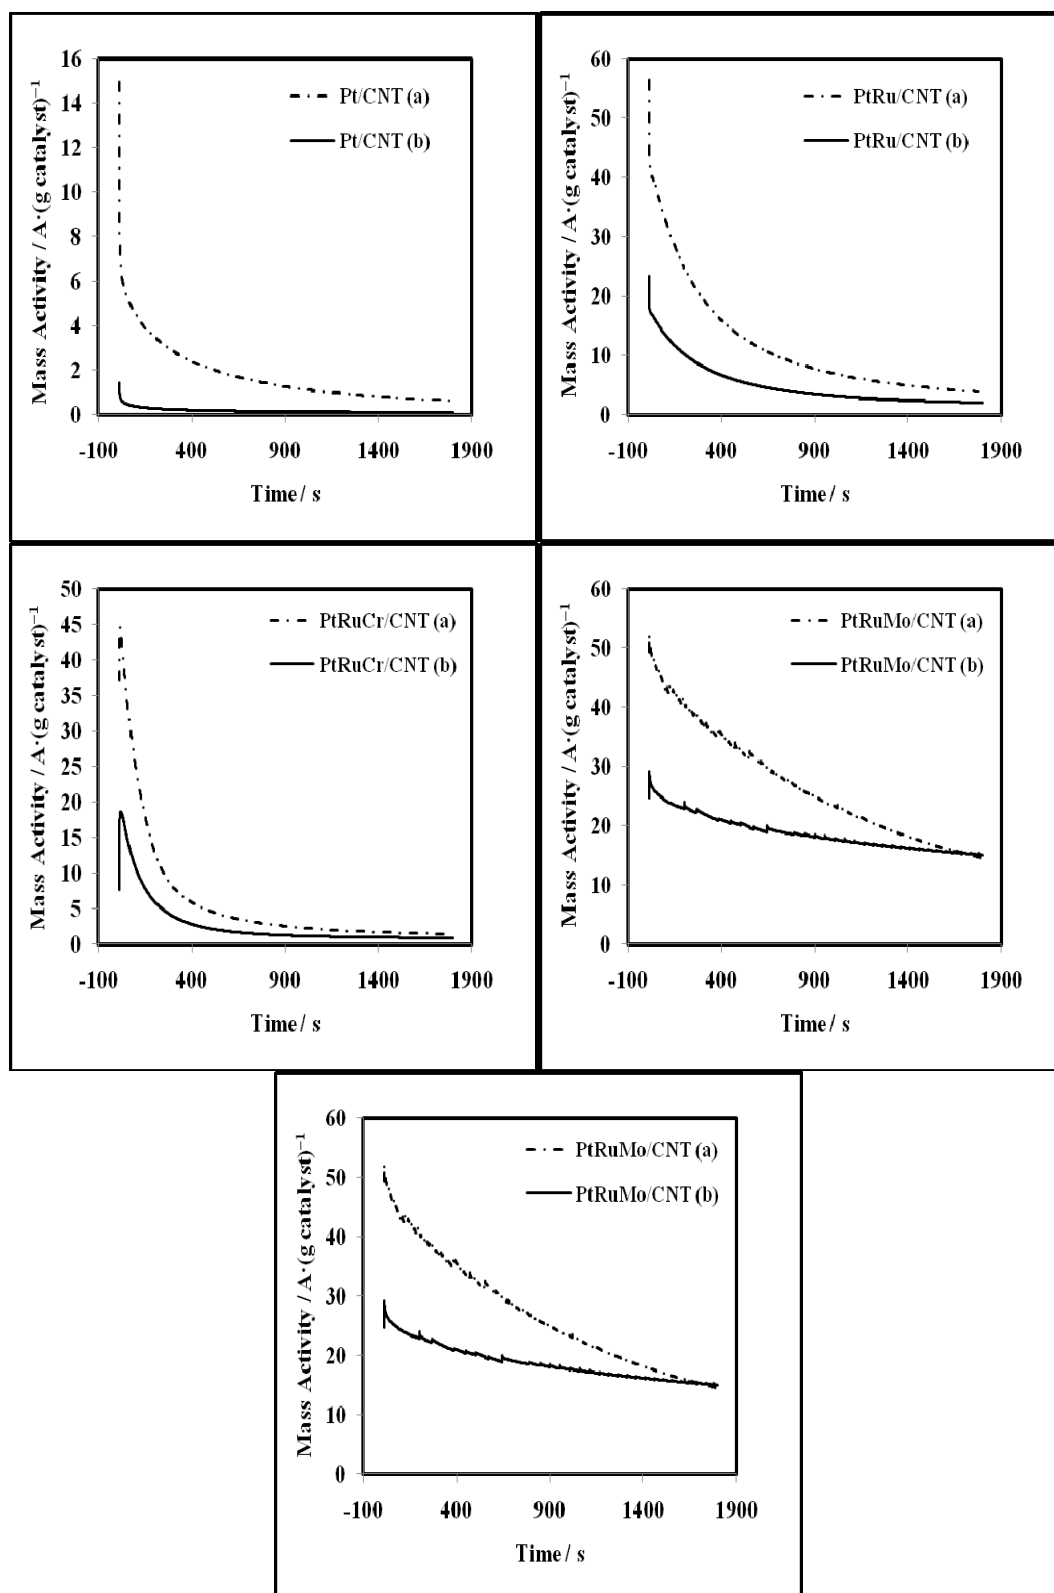 Mass Activity / A·(g catalyst)⁻¹
16
14
12
10
8
6
4
2
0
Pt/CNT (a)
Pt/CNT (b)
-100 400 900 1400 1900
Time / s
Mass Activity / A·(g catalyst)⁻¹
60
50
40
30
20
10
0
PtRu/CNT (a)
PtRu/CNT (b)
-100 400 900 1400 1900
Time / s
Mass Activity / A·(g catalyst)⁻¹
50
45
40
35
30
25
20
15
10
5
0
PtRuCr/CNT (a)
PtRuCr/CNT (b)
-100 400 900 1400 1900
Time / s
Mass Activity / A·(g catalyst)⁻¹
60
50
40
30
20
10
0
PtRuMo/CNT (a)
PtRuMo/CNT (b)
-100 400 900 1400 1900
Time / s
Mass Activity / A·(g catalyst)⁻¹
60
50
40
30
20
10
0
PtRuMo/CNT (a)
PtRuMo/CNT (b)
-100 400 900 1400 1900
Time / s